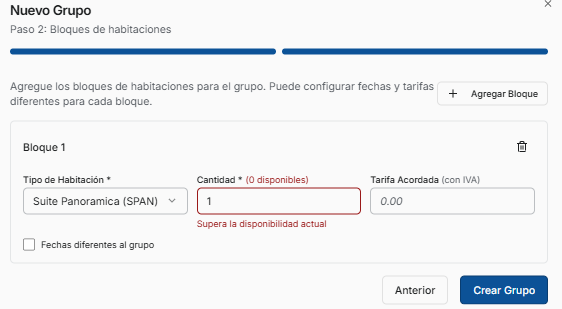 Nuevo Grupo
Paso 2: Bloques de habitaciones
Agregue los bloques de habitaciones para el grupo. Puede configurar fechas y tarifas
diferentes para cada bloque.
+ Agregar Bloque
Bloque 1
Tipo de Habitación *
Cantidad * (0 disponibles)
Tarifa Acordada (con IVA)
Suite Panoramica (SPAN)
1
0.00
Supera la disponibilidad actual
Fechas diferentes al grupo
Anterior
Crear Grupo